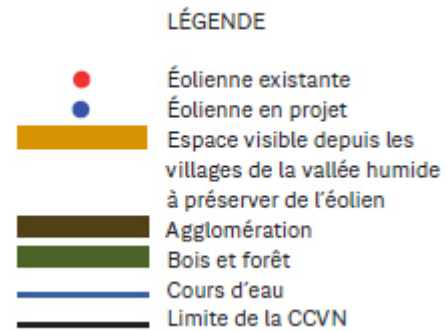 LÉGENDE
Éolienne existante
Éolienne en projet
Espace visible depuis les
villages de la vallée humide
à préserver de l'éolien
Agglomération
Bois et forêt
Cours d'eau
Limite de la CCVN